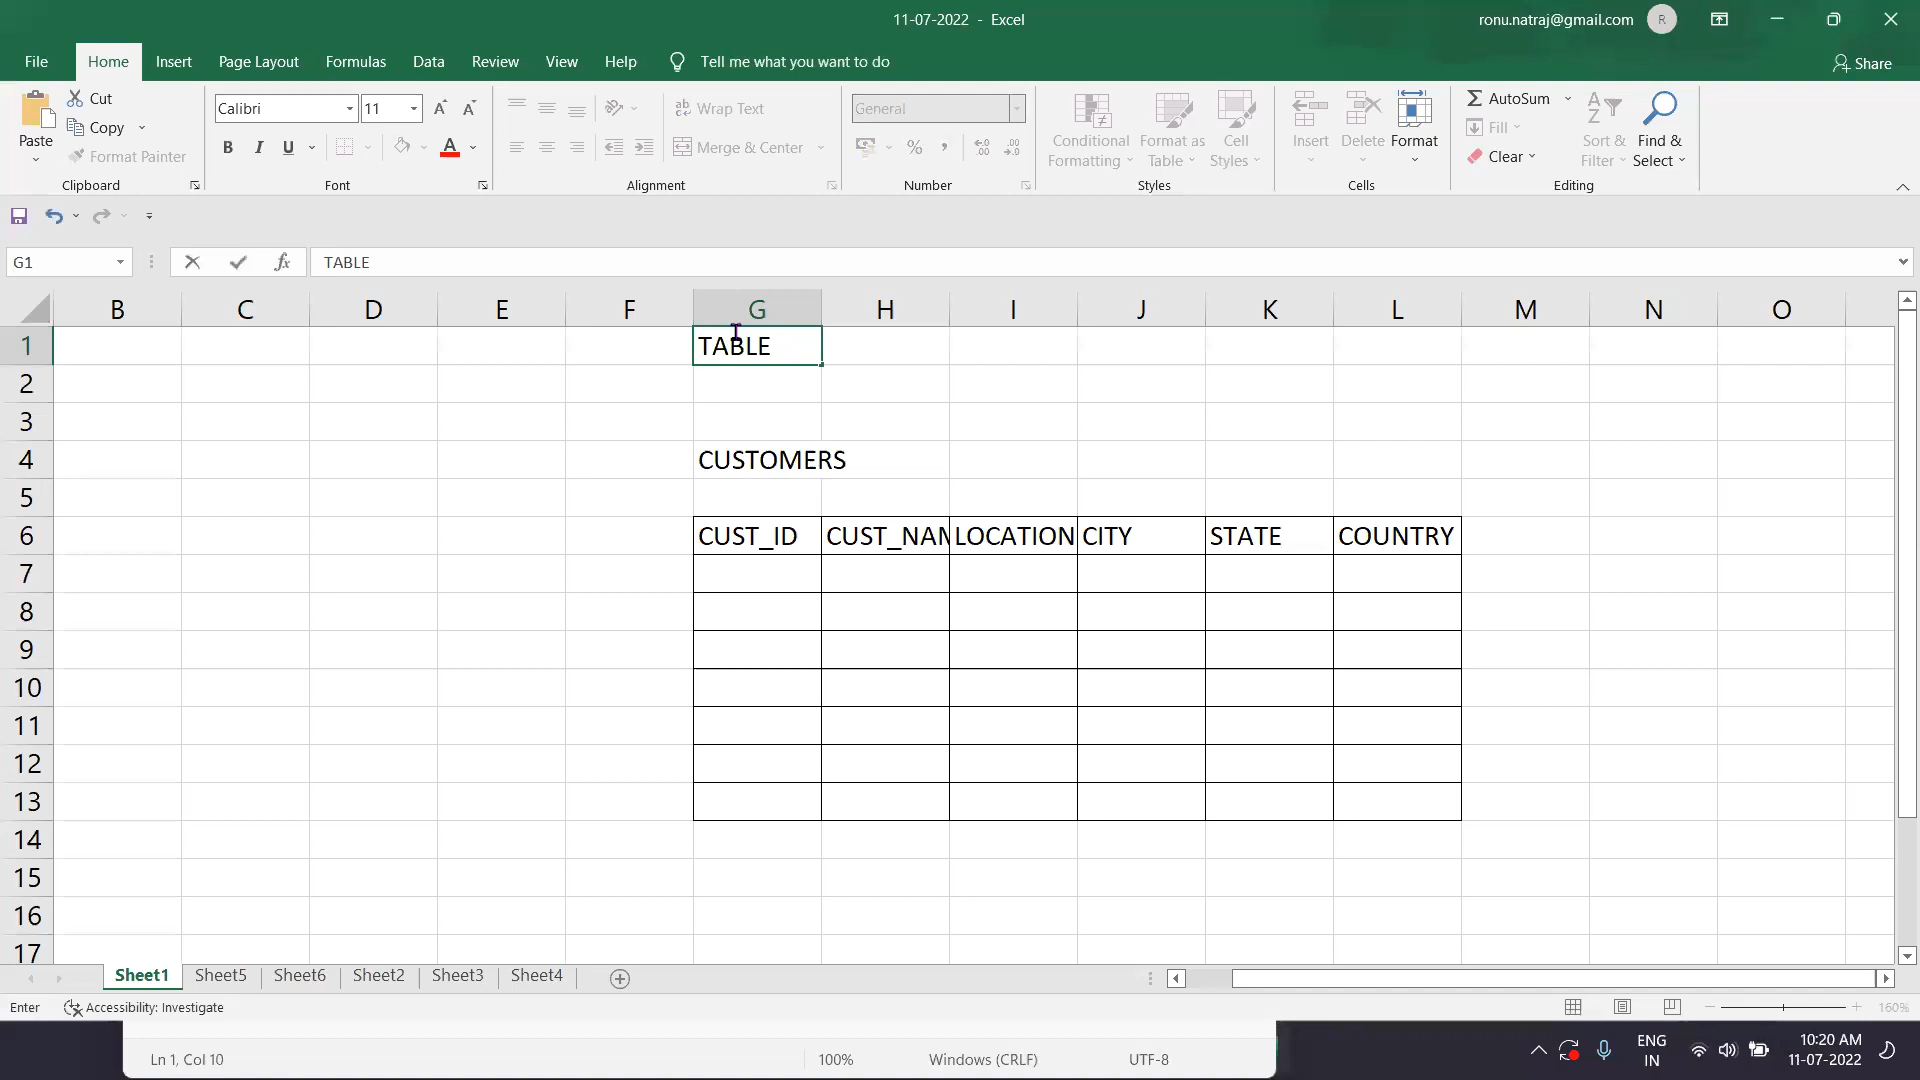 11-07-2022 - Excel
ronu.natraj@gmail.com R
File Home Insert Page Layout Formulas Data Review View Help Tell me what you want to do Share
Paste Cut Copy Format Painter Clipboard
Calibri 11 B I U A Font
ab Wrap Text Merge & Center Alignment
General % , Number
Conditional Formatting Format as Table Cell Styles Styles
Insert Delete Format Cells
AutoSum Fill Clear Sort & Filter Find & Select Editing
G1 fx TABLE
B C D E F G H I J K L M N O
1 TABLE
2
3
4 CUSTOMERS
5
6 CUST_ID CUST_NAM LOCATION CITY STATE COUNTRY
7
8
9
10
11
12
13
14
15
16
17
Sheet1 Sheet5 Sheet6 Sheet2 Sheet3 Sheet4
Enter Accessibility: Investigate 160%
Ln 1, Col 10 100% Windows (CRLF) UTF-8
ENG IN 10:20 AM 11-07-2022